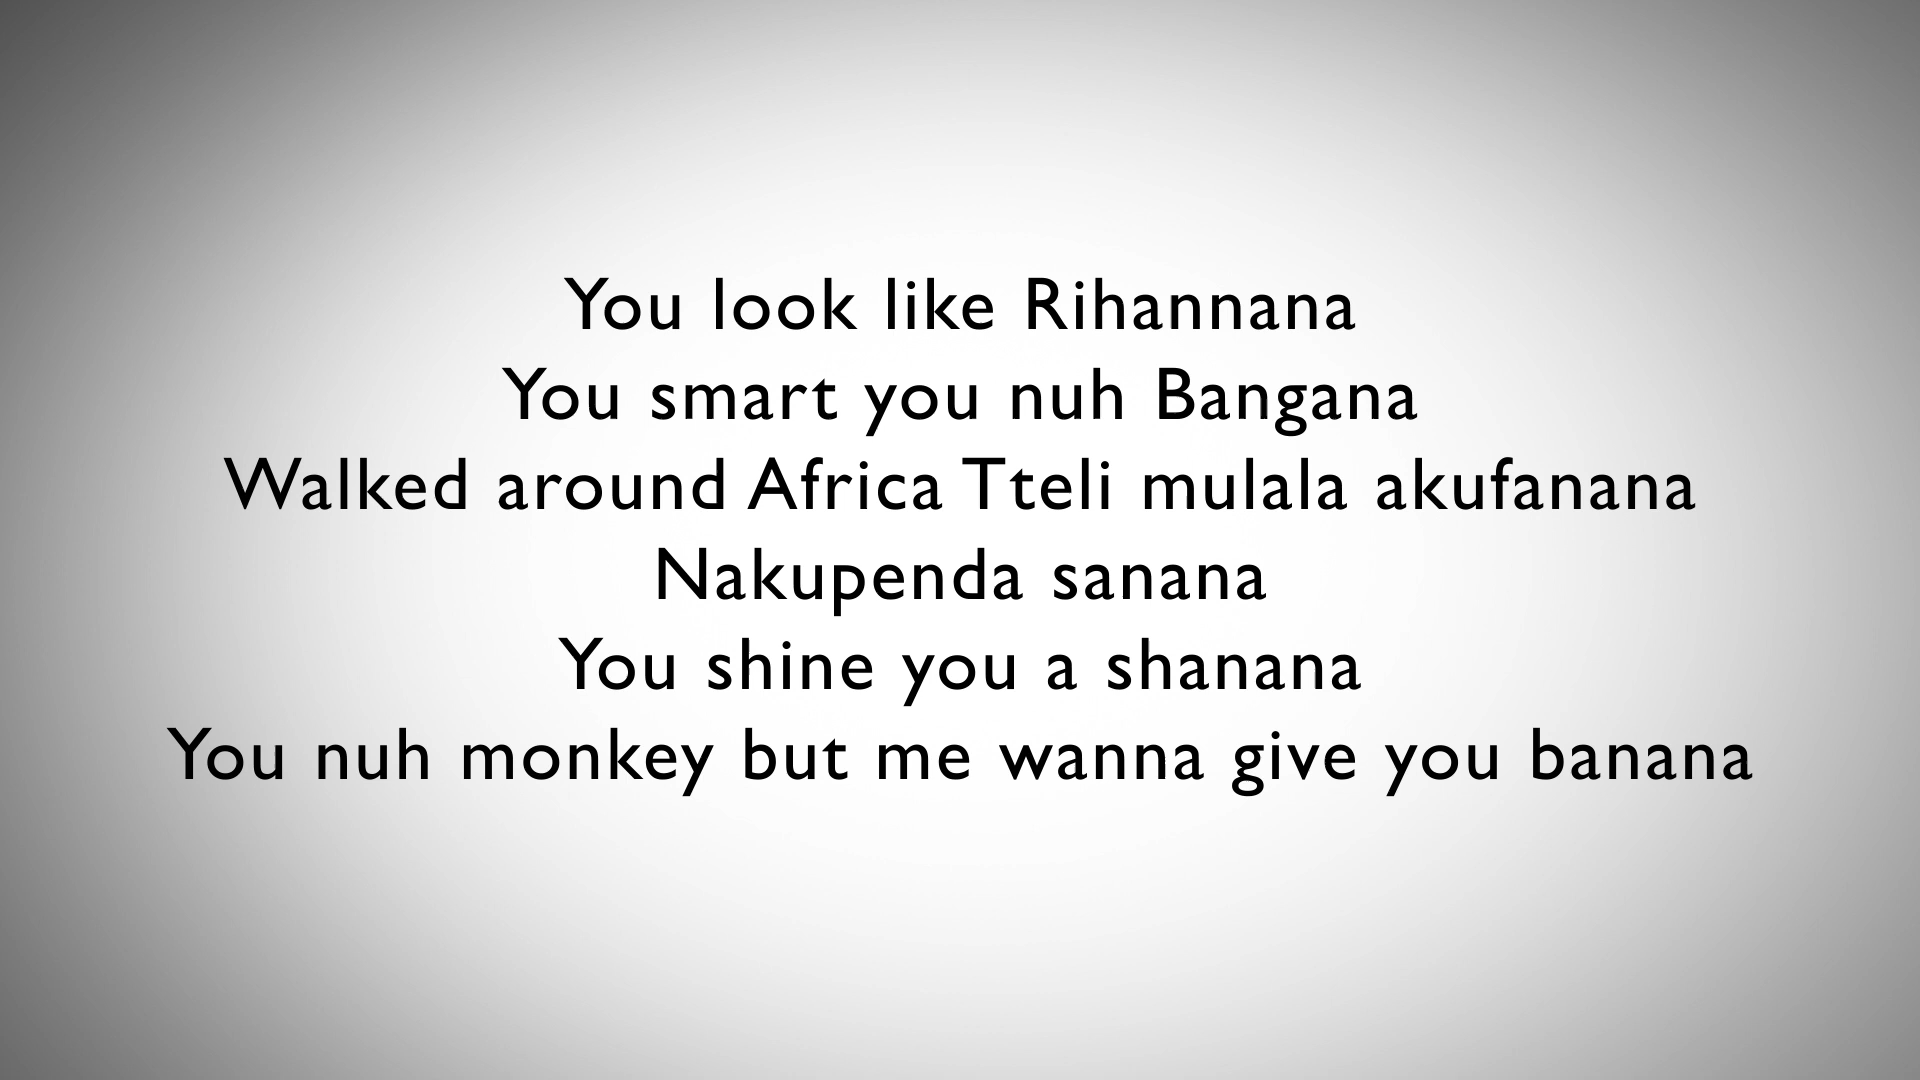 You look like Rihannana
You smart you nuh Bangana
Walked around Africa Tteli mulala akufanana
Nakupenda sanana
You shine you a shanana
You nuh monkey but me wanna give you banana